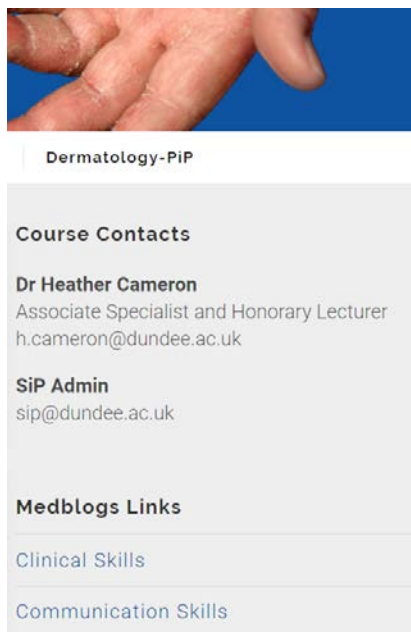 Dermatology-PiP
Course Contacts
Dr Heather Cameron
Associate Specialist and Honorary Lecturer
h.cameron@dundee.ac.uk
SiP Admin
sip@dundee.ac.uk
Medblogs Links
Clinical Skills
Communication Skills